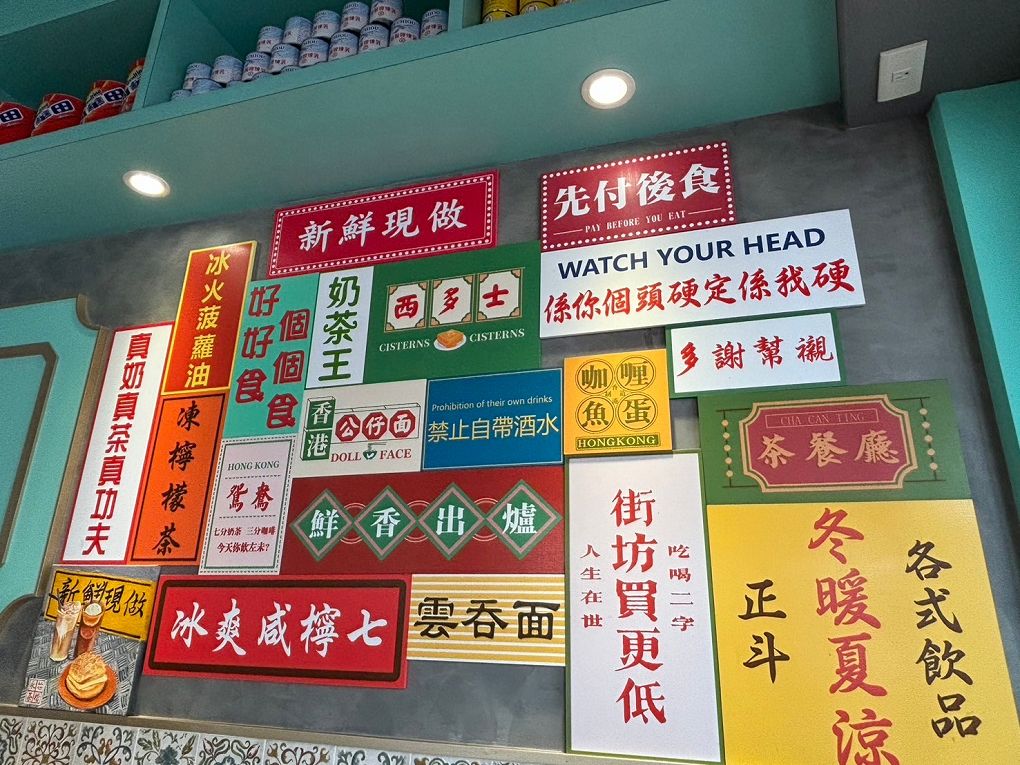 新鮮現做
先付後食
PAY BEFORE YOU EAT
WATCH YOUR HEAD
係你個頭硬定係我硬
冰火菠蘿油
好好食
個個食
奶茶王
西多士
CISTERNS CISTERNS
多謝幫襯
真奶真茶真功夫
凍檸檬茶
香港
公仔面
DOLL FACE
Prohibition of their own drinks
禁止自帶酒水
咖喱
魚蛋
HONGKONG
CHA CAN TING
茶餐廳
HONG KONG
鴛鴦
七分奶茶 三分咖啡
今天你飲左未?
鮮香出爐
街坊買更低
吃喝二字
人生在世
各式飲品
冬暖夏涼
正斗
新鮮現做
冰爽咸檸七
雲吞面